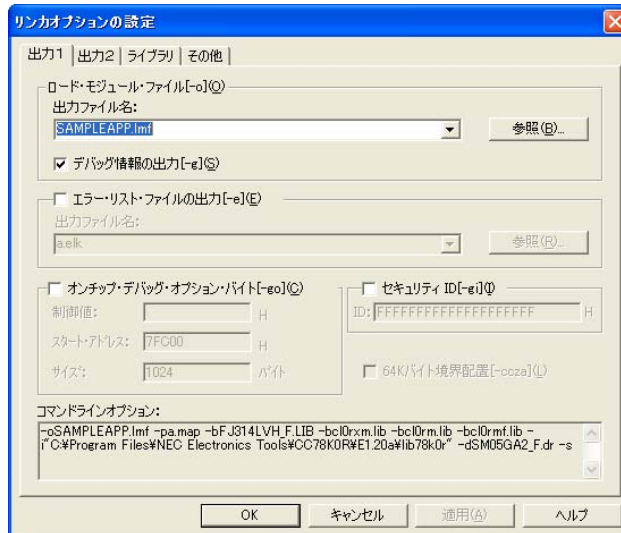 リンカオプションの設定
出力1 出力2 ライブラリ その他
ロード・モジュール・ファイル[-o](O)
出力ファイル名:
SAMPLEAPP.lmf
参照(B)...
デバッグ情報の出力[-g](S)
エラー・リスト・ファイルの出力[-e](E)
出力ファイル名:
a.elk
参照(R)...
オンチップ・デバッグ・オプション・バイト[-go](C)
制御値: H
スタート・アドレス: 7FC00 H
サイズ: 1024 バイト
セキュリティ ID[-gi](I)
ID: FFFFFFFFFFFFFFFFFFFF H
64Kバイト境界配置[-ccza](L)
コマンドラインオプション:
-oSAMPLEAPP.lmf -pa.map -bFJ314LVH_F.LIB -bcl0rxm.lib -bcl0rm.lib -bcl0rmf.lib -
i"C:¥Program Files¥NEC Electronics Tools¥CC78K0R¥E1.20a¥lib78k0r" -dSM05GA2_F.dr -s
OK キャンセル 適用(A) ヘルプ